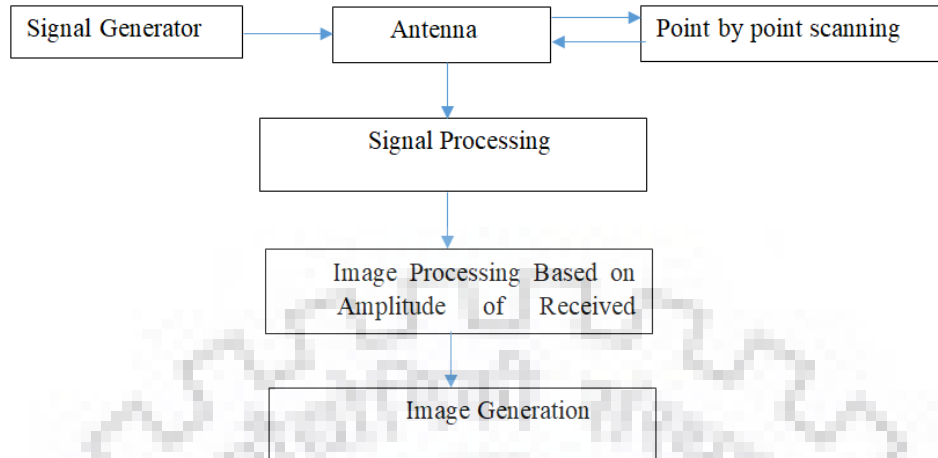 Signal Generator
Antenna
Point by point scanning
Signal Processing
Image Processing Based on
Amplitude of Received
Image Generation